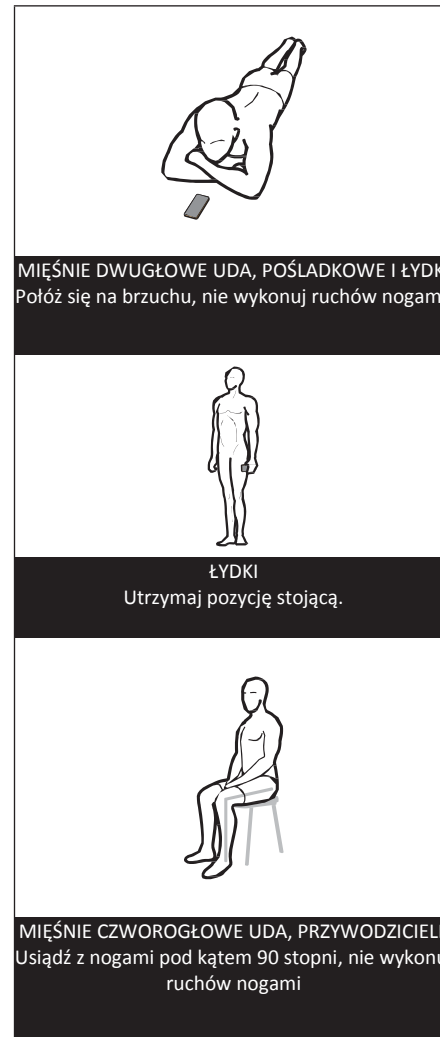 MIĘŚNIE DWUGŁOWE UDA, POŚLADKOWE I ŁYDK
Połóż się na brzuchu, nie wykonuj ruchów nogam
ŁYDKI
Utrzymaj pozycję stojącą.
MIĘŚNIE CZWOROGŁOWE UDA, PRZYWODZICIEL
Usiądź z nogami pod kątem 90 stopni, nie wykonu
ruchów nogami